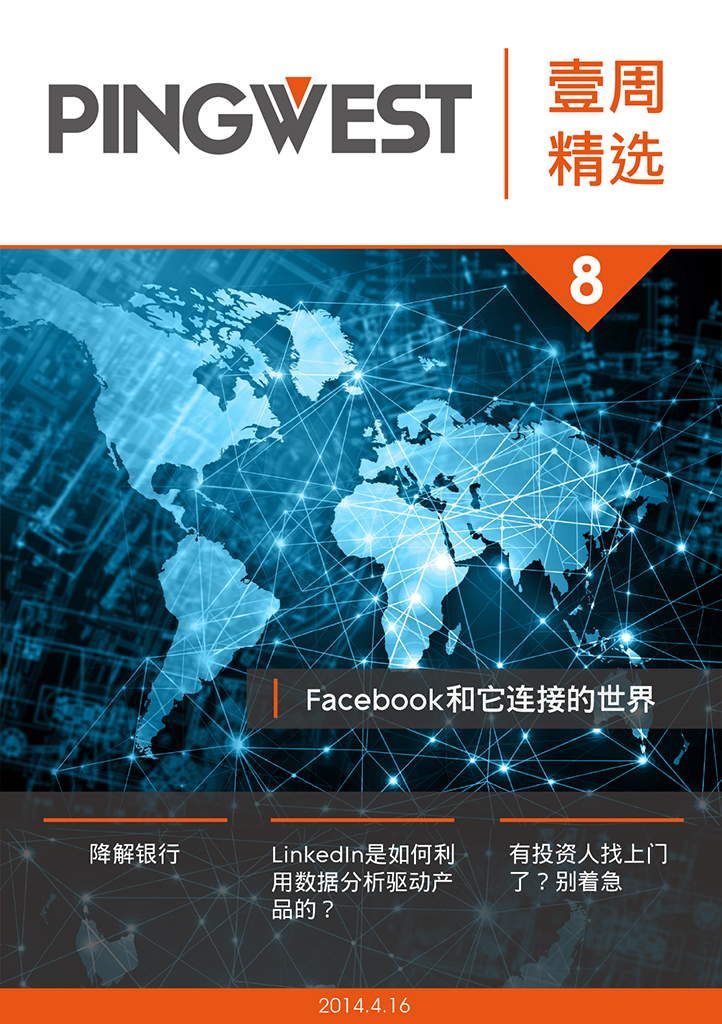 PINGWEST
壹周
精选
8
Facebook和它连接的世界
降解银行
LinkedIn是如何利
用数据分析驱动产
品的？
有投资人找上门
了？别着急
2014.4.16